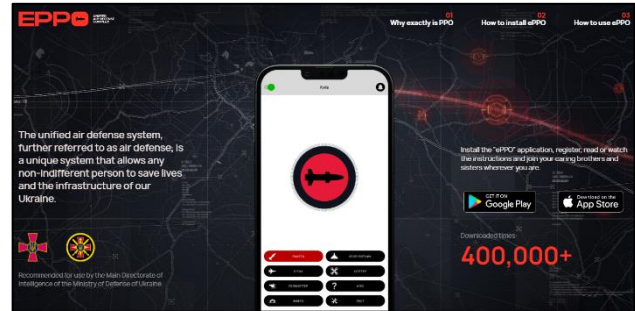 EPPO
01
Why exactly is PPO
02
How to install ePPO
03
How to use ePPO
The unified air defense system,
further referred to as air defense, is
a unique system that allows any
non-indifferent person to save lives
and the infrastructure of our
Ukraine.
Recommended for use by the Main Directorate of
Intelligence of the Ministry of Defense of Ukraine
Install the "ePPO" application, register, read or watch
the instructions and join your caring brothers and
sisters wherever you are.
GET IT ON
Google Play
Download on the
App Store
Downloaded times:
400,000+